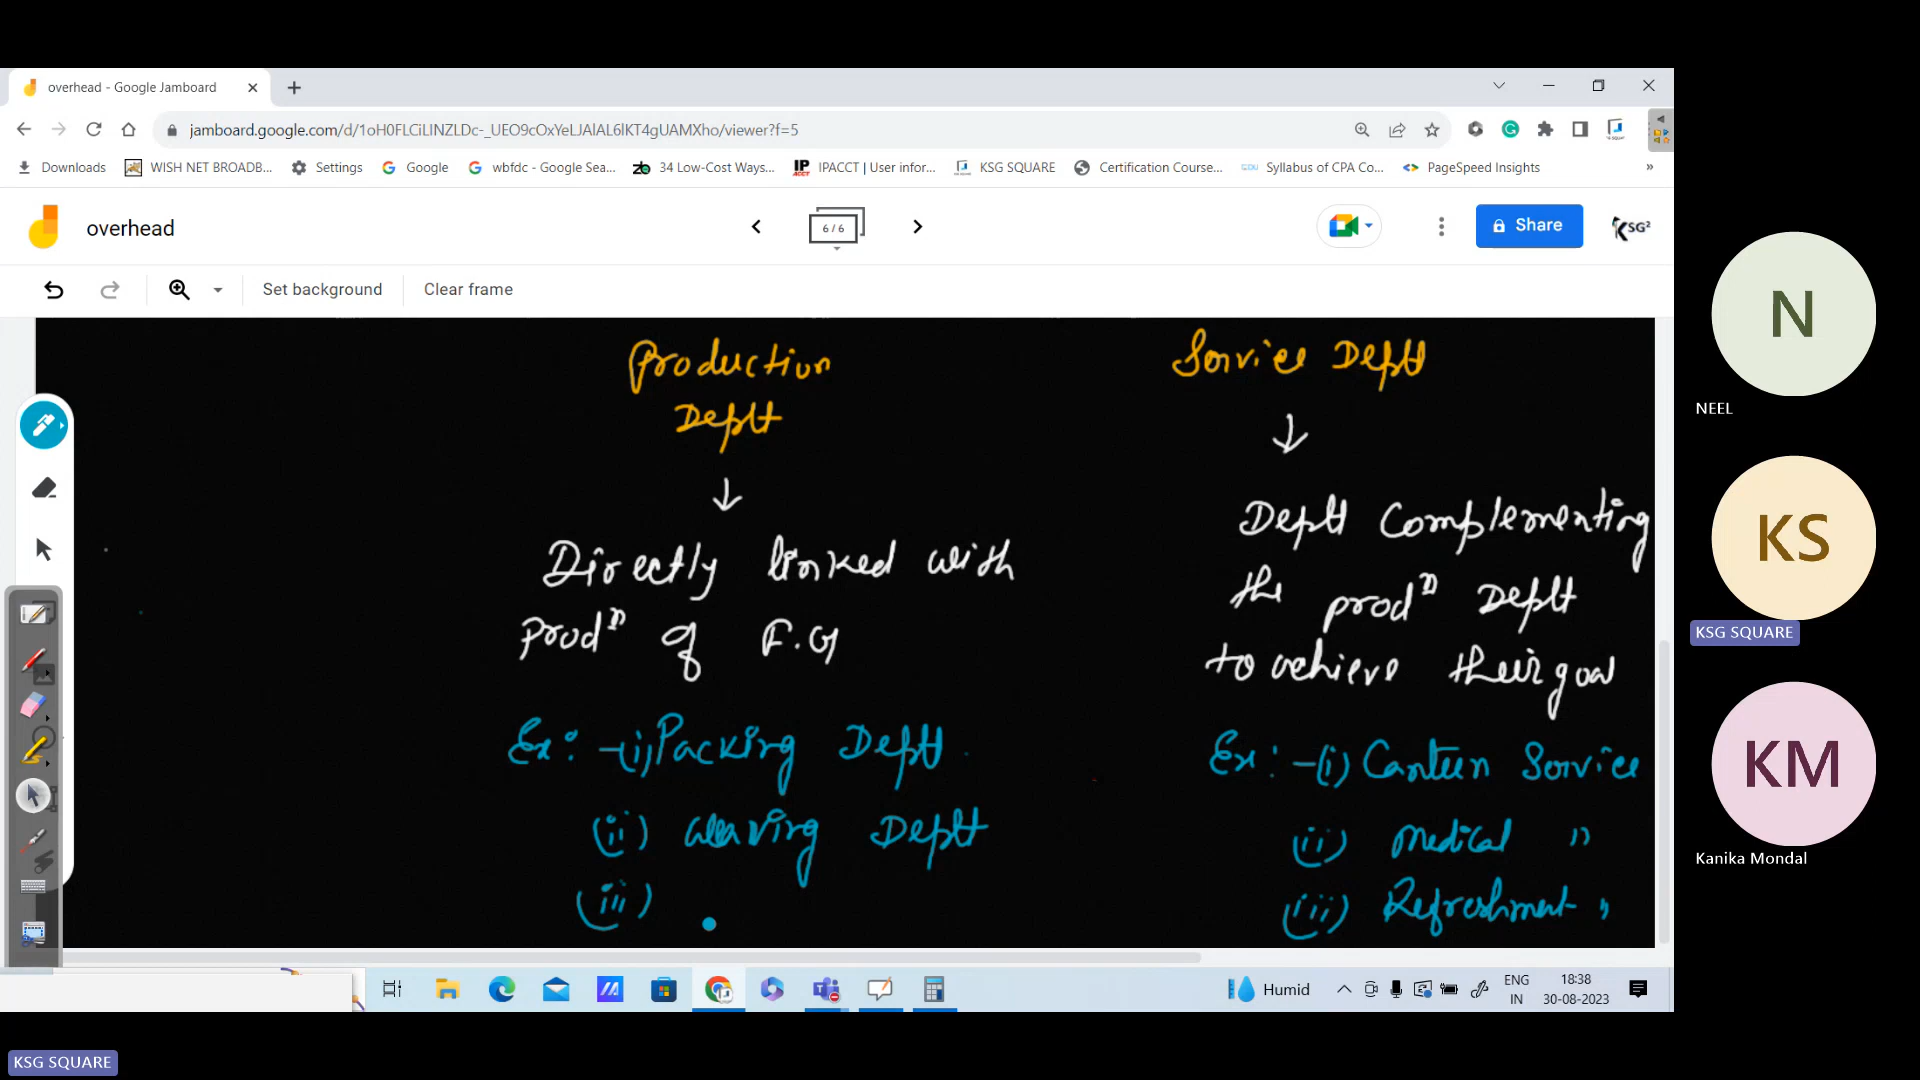 overhead - Google Jamboard
jamboard.google.com/d/1oH0FLCiLINZLDc-_UEO9cOxYeLJAlAL6lKT4gUAMXho/viewer?f=5
Downloads WISH NET BROADB... Settings Google wbfdc - Google Sea... 34 Low-Cost Ways... IPACCT | User infor... KSG SQUARE Certification Course... Syllabus of CPA Co... PageSpeed Insights »
overhead
6 / 6
Share
KSG²
Set background Clear frame
Production
Deptt
Directly linked with
Prodⁿ of F.G
Ex: -(i) Packing Deptt
(ii) Weaving Deptt
(iii)
Service Deptt
Deptt Complementing
the prodⁿ Deptt
to achieve their goal
Ex: -(i) Canteen Service
(ii) Medical "
(iii) Refreshment "
N
NEEL
KS
KSG SQUARE
KM
Kanika Mondal
Humid
ENG
IN
18:38
30-08-2023
KSG SQUARE